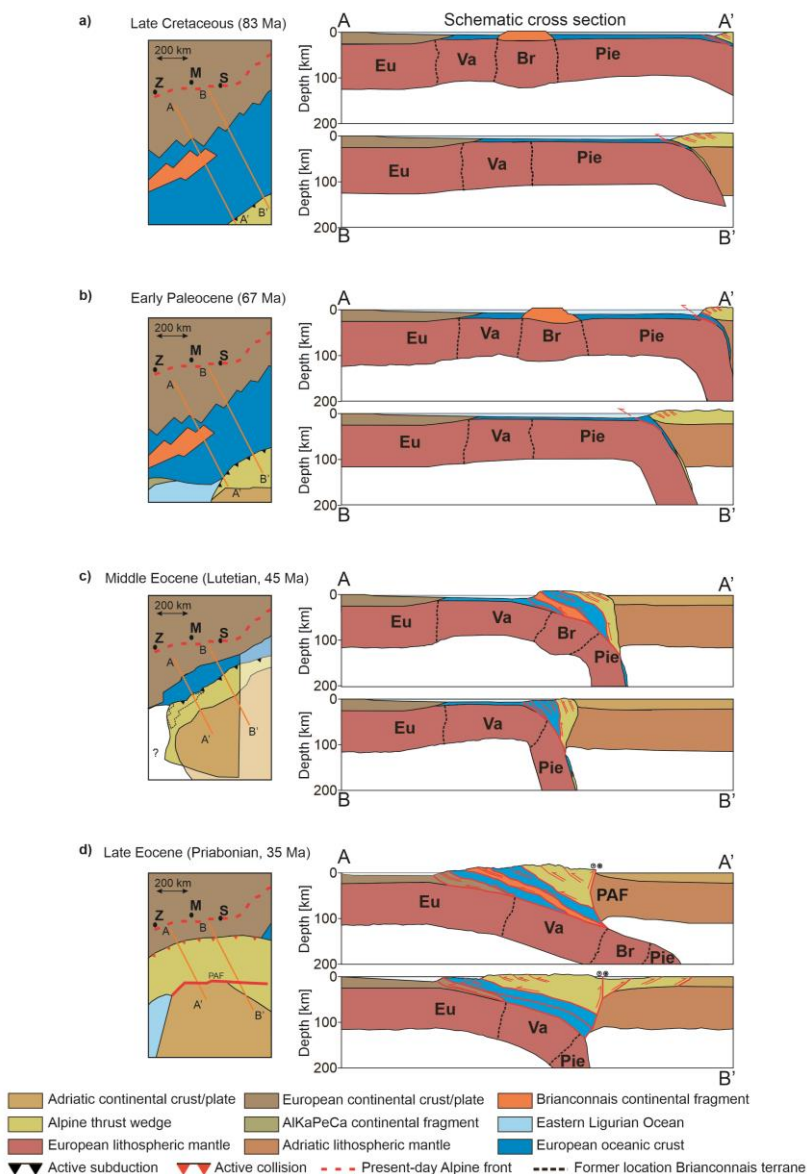 a) Late Cretaceous (83 Ma)
200 km
Z M S
A B
A' B'
Schematic cross section
A A'
Depth [km]
0
100
200
Eu Va Br Pie
Depth [km]
0
100
200
Eu Va Pie
B B'
b) Early Paleocene (67 Ma)
200 km
Z M S
A B
A' B'
A A'
Depth [km]
0
100
200
Eu Va Br Pie
Depth [km]
0
100
200
Eu Va Pie
B B'
c) Middle Eocene (Lutetian, 45 Ma)
200 km
Z M S
A B
A' B'
?
A A'
Depth [km]
0
100
200
Eu Va Br Pie
Depth [km]
0
100
200
Eu Va Pie
B B'
d) Late Eocene (Priabonian, 35 Ma)
200 km
Z M S
A B
PAF
A' B'
A A'
Depth [km]
0
100
200
Eu Va Br Pie
PAF
Depth [km]
0
100
200
Eu Va Pie
B'
Adriatic continental crust/plate European continental crust/plate Brianconnais continental fragment
Alpine thrust wedge AlKaPeCa continental fragment Eastern Ligurian Ocean
European lithospheric mantle Adriatic lithospheric mantle European oceanic crust
Active subduction Active collision Present-day Alpine front Former location Brianconnais terrane